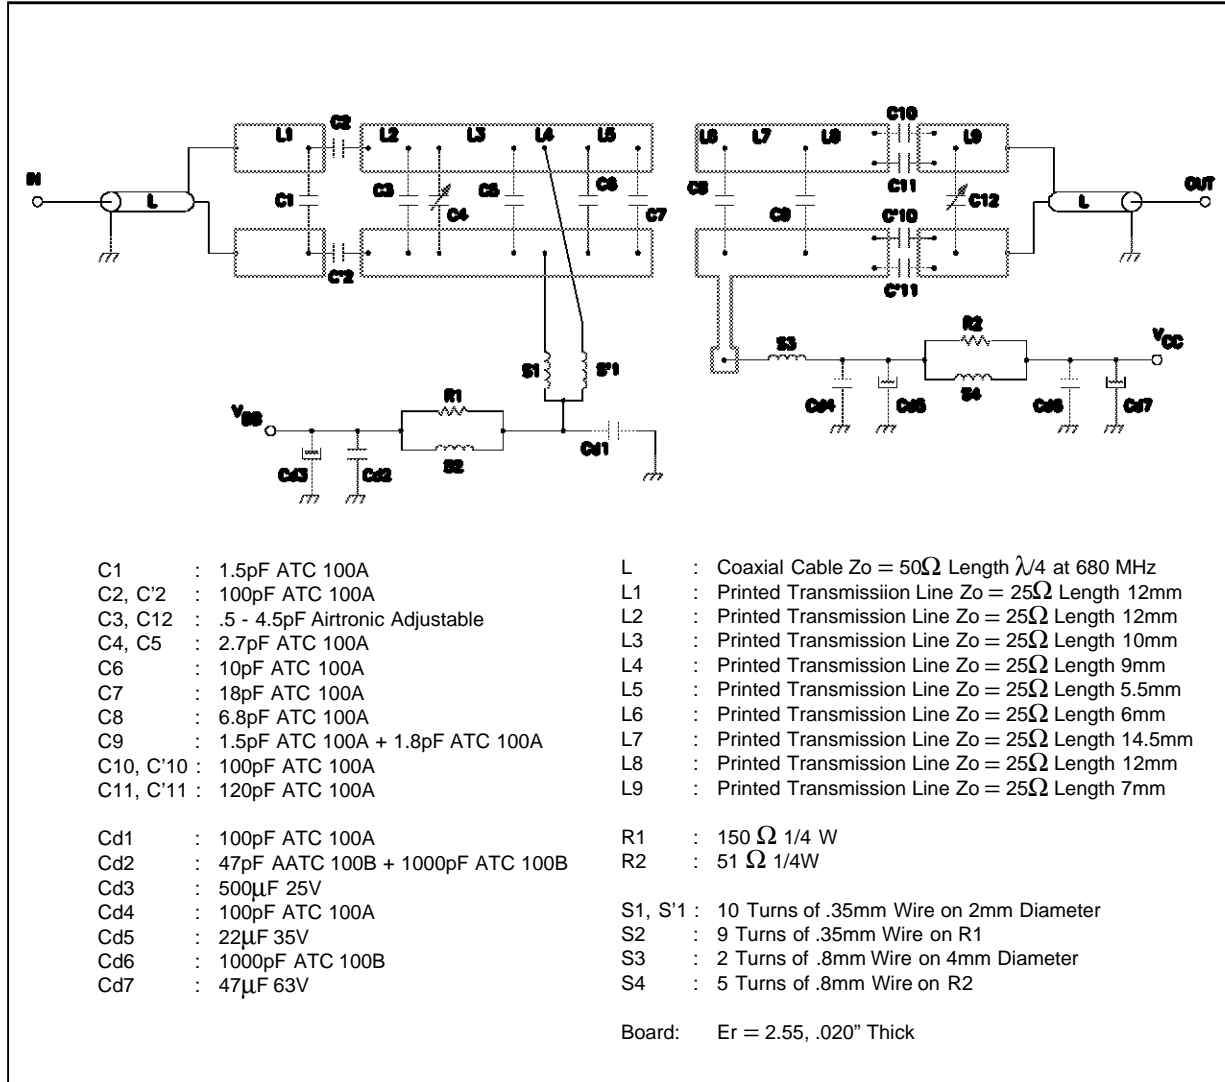 L1
C2
L2
L3
L4
L5
L6
L7
L8
C10
L9
IN
L
C1
C3
C4
C5
C6
C7
C8
C9
C11
C'10
C12
L
OUT
C'2
C'11
S1
S'1
S3
R2
VCC
S4
Cd4
Cd5
Cd6
Cd7
R1
VBB
S2
Cd1
Cd3
Cd2
C1 : 1.5pF ATC 100A
C2, C'2 : 100pF ATC 100A
C3, C12 : .5 - 4.5pF Airtronic Adjustable
C4, C5 : 2.7pF ATC 100A
C6 : 10pF ATC 100A
C7 : 18pF ATC 100A
C8 : 6.8pF ATC 100A
C9 : 1.5pF ATC 100A + 1.8pF ATC 100A
C10, C'10 : 100pF ATC 100A
C11, C'11 : 120pF ATC 100A
Cd1 : 100pF ATC 100A
Cd2 : 47pF AATC 100B + 1000pF ATC 100B
Cd3 : 500µF 25V
Cd4 : 100pF ATC 100A
Cd5 : 22µF 35V
Cd6 : 1000pF ATC 100B
Cd7 : 47µF 63V
L : Coaxial Cable Zo = 50Ω Length λ/4 at 680 MHz
L1 : Printed Transmissiion Line Zo = 25Ω Length 12mm
L2 : Printed Transmission Line Zo = 25Ω Length 12mm
L3 : Printed Transmission Line Zo = 25Ω Length 10mm
L4 : Printed Transmission Line Zo = 25Ω Length 9mm
L5 : Printed Transmission Line Zo = 25Ω Length 5.5mm
L6 : Printed Transmission Line Zo = 25Ω Length 6mm
L7 : Printed Transmission Line Zo = 25Ω Length 14.5mm
L8 : Printed Transmission Line Zo = 25Ω Length 12mm
L9 : Printed Transmission Line Zo = 25Ω Length 7mm
R1 : 150 Ω 1/4 W
R2 : 51 Ω 1/4W
S1, S'1 : 10 Turns of .35mm Wire on 2mm Diameter
S2 : 9 Turns of .35mm Wire on R1
S3 : 2 Turns of .8mm Wire on 4mm Diameter
S4 : 5 Turns of .8mm Wire on R2
Board: Er = 2.55, .020” Thick